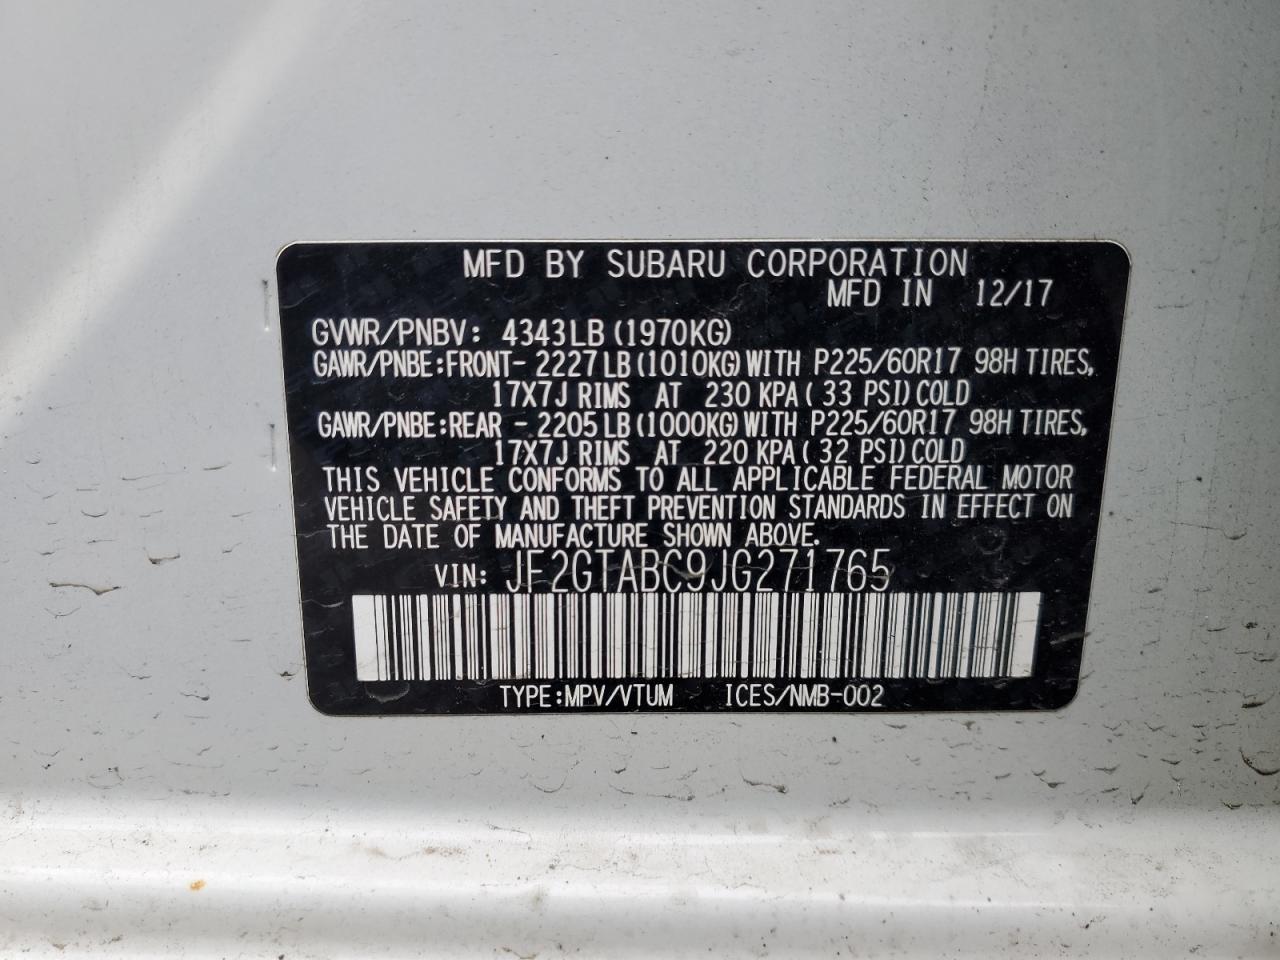 MFD BY SUBARU CORPORATION
MFD IN 12/17
GVWR/PNBV: 4343LB (1970KG)
GAWR/PNBE:FRONT- 2227LB (1010KG) WITH P225/60R17 98H TIRES,
17X7J RIMS AT 230 KPA ( 33 PSI) COLD
GAWR/PNBE:REAR - 2205LB (1000KG) WITH P225/60R17 98H TIRES,
17X7J RIMS AT 220 KPA ( 32 PSI) COLD
THIS VEHICLE CONFORMS TO ALL APPLICABLE FEDERAL MOTOR
VEHICLE SAFETY AND THEFT PREVENTION STANDARDS IN EFFECT ON
THE DATE OF MANUFACTURE SHOWN ABOVE.
VIN: JF2GTABC9JG271765
TYPE:MPV/VTUM ICES/NMB-002